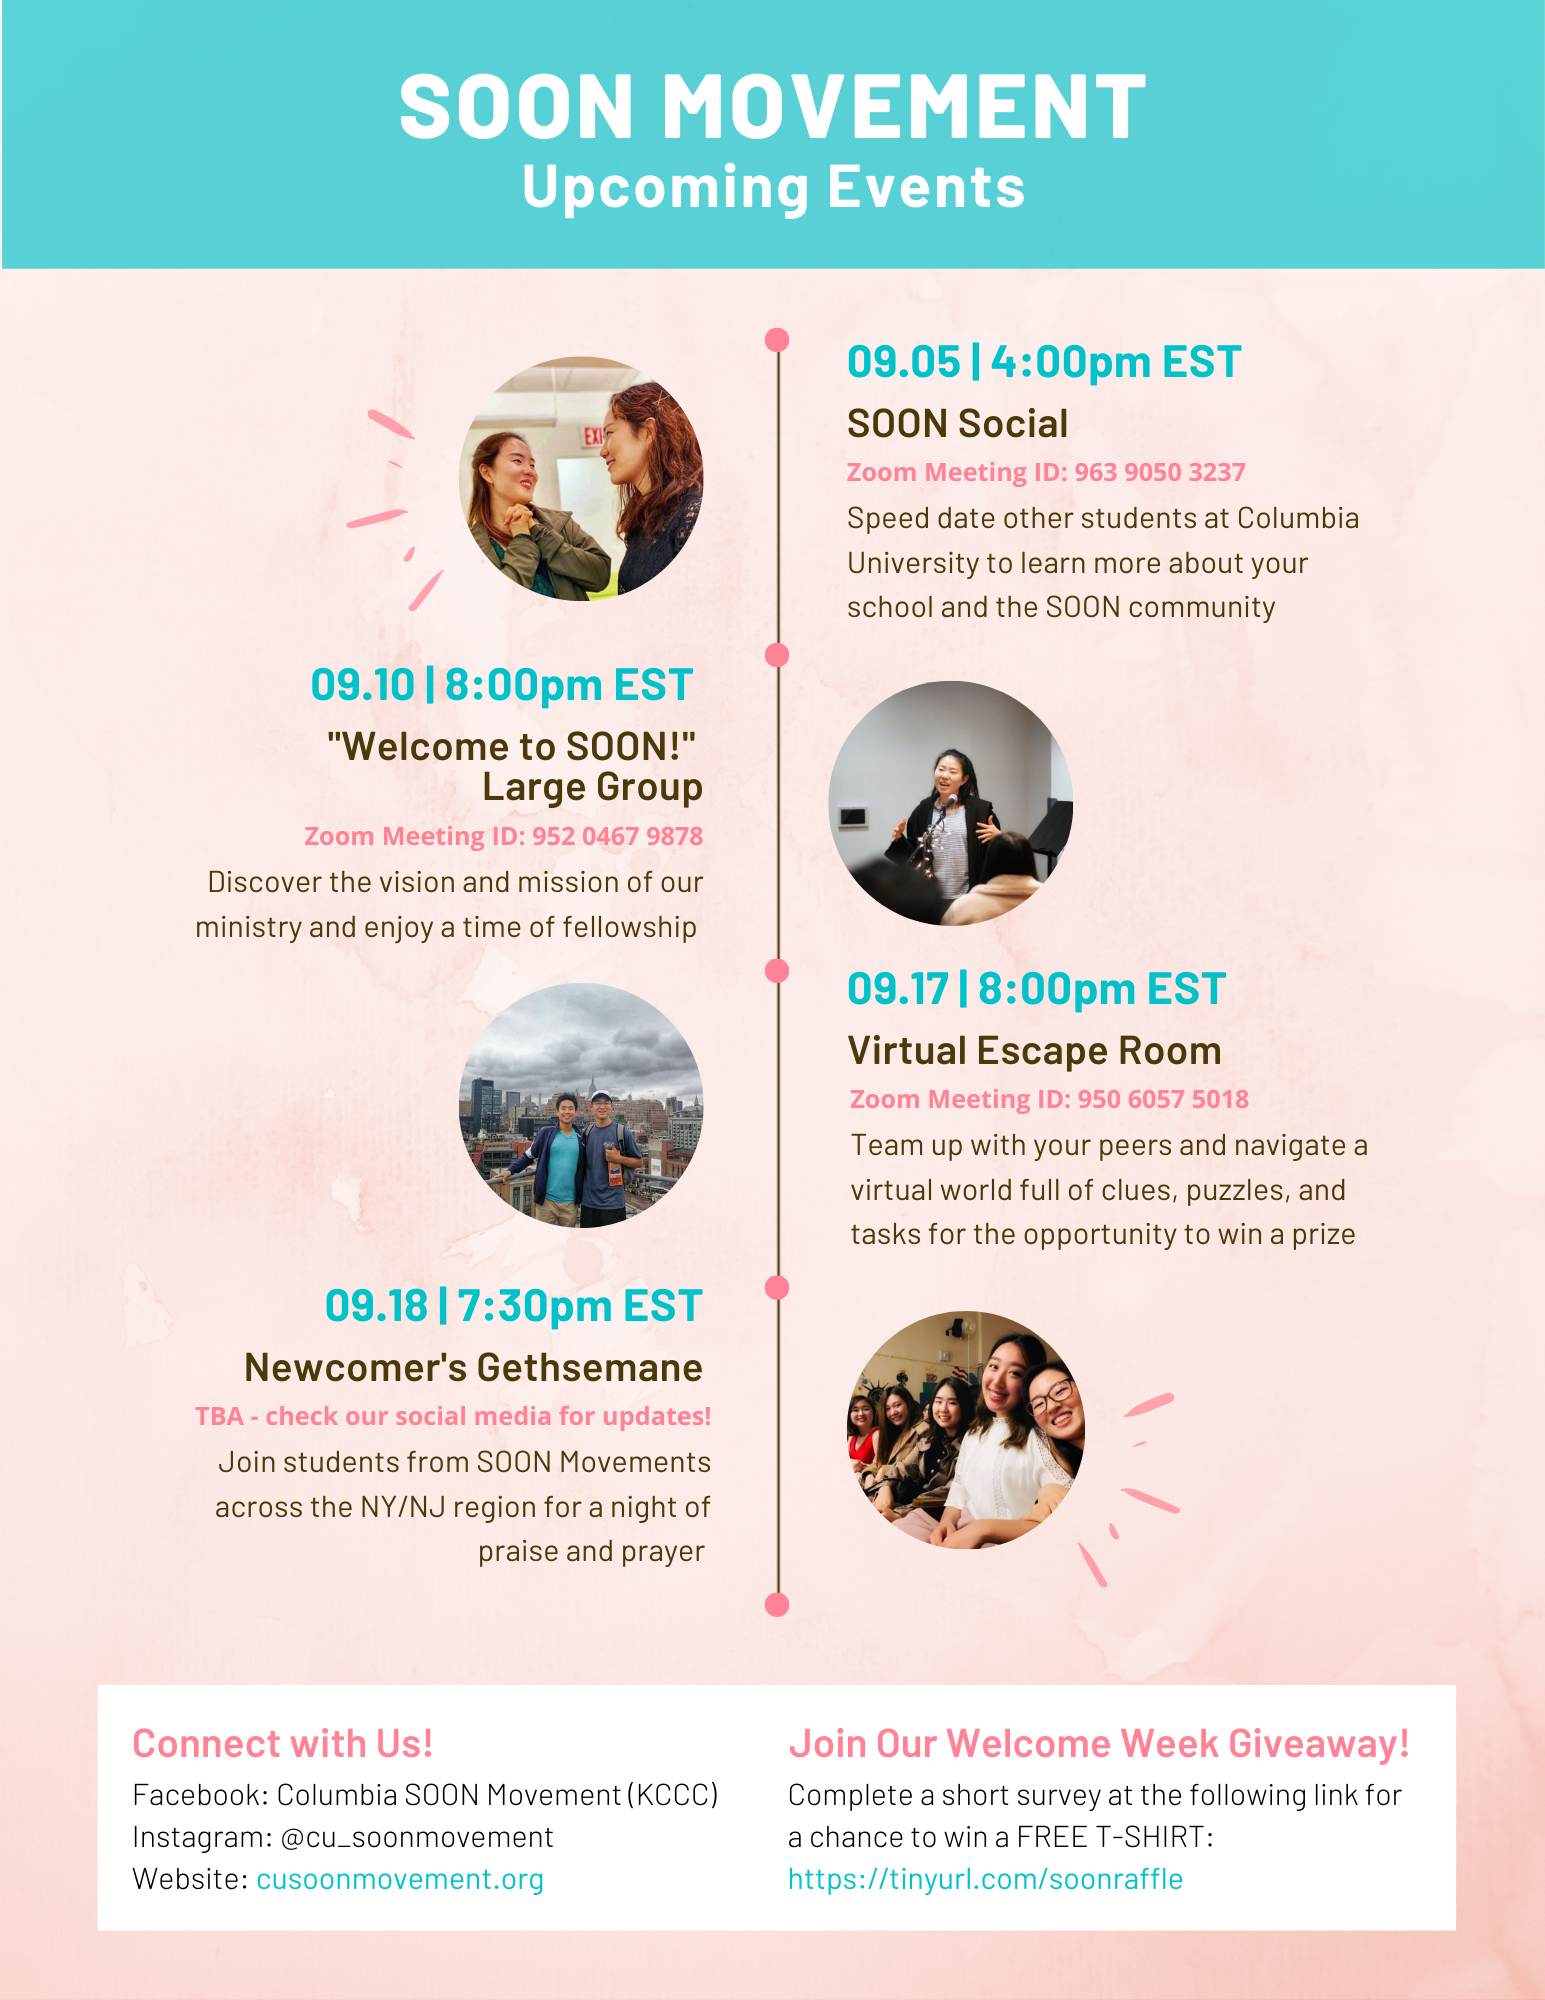 SOON MOVEMENT
Upcoming Events
09.05 | 4:00pm EST
SOON Social
Zoom Meeting ID: 963 9050 3237
Speed date other students at Columbia
University to learn more about your
school and the SOON community
EXI
09.10 | 8:00pm EST
"Welcome to SOON!"
Large Group
Zoom Meeting ID: 952 0467 9878
Discover the vision and mission of our
ministry and enjoy a time of fellowship
09.17 | 8:00pm EST
Virtual Escape Room
Zoom Meeting ID: 950 6057 5018
Team up with your peers and navigate a
virtual world full of clues, puzzles, and
tasks for the opportunity to win a prize
09.18 | 7:30pm EST
Newcomer's Gethsemane
TBA - check our social media for updates!
Join students from SOON Movements
across the NY/NJ region for a night of
praise and prayer
Connect with Us!
Facebook: Columbia SOON Movement (KCCC)
Instagram: @cu_soonmovement
Website: cusoonmovement.org
Join Our Welcome Week Giveaway!
Complete a short survey at the following link for
a chance to win a FREE T-SHIRT:
https://tinyurl.com/soonraffle